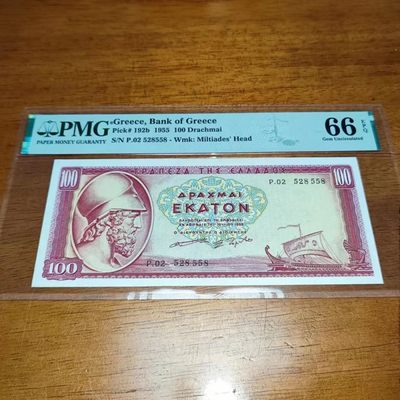 PMG
PAPER MONEY GUARANTY
Greece, Bank of Greece
Pick# 192b 1955 100 Drachmai
S/N P.02 528558 - Wmk: Miltiades' Head
66 EPQ
Gem Uncirculated
ΤΡΑΠΕΖΑ ΤΗΣ ΕΛΛΑΔΟΣ
100
P.02 528558
100
ΔΡΑΧΜΑΙ
ΕΚΑΤΟΝ
100
P.02 528558